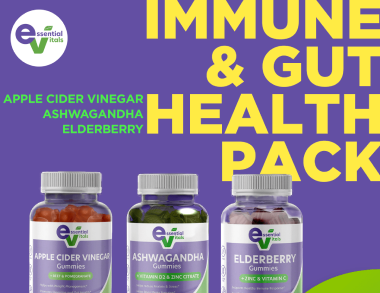 essential
vitals
IMMUNE
& GUT
HEALTH
PACK
APPLE CIDER VINEGAR
ASHWAGANDHA
ELDERBERRY
essential
vitals
APPLE CIDER VINEGAR
Gummies
essential
vitals
ASHWAGANDHA
Gummies
+ VITAMIN D3 & ZINC CITRATE
essential
vitals
ELDERBERRY
Gummies
+ ZINC & VITAMIN C